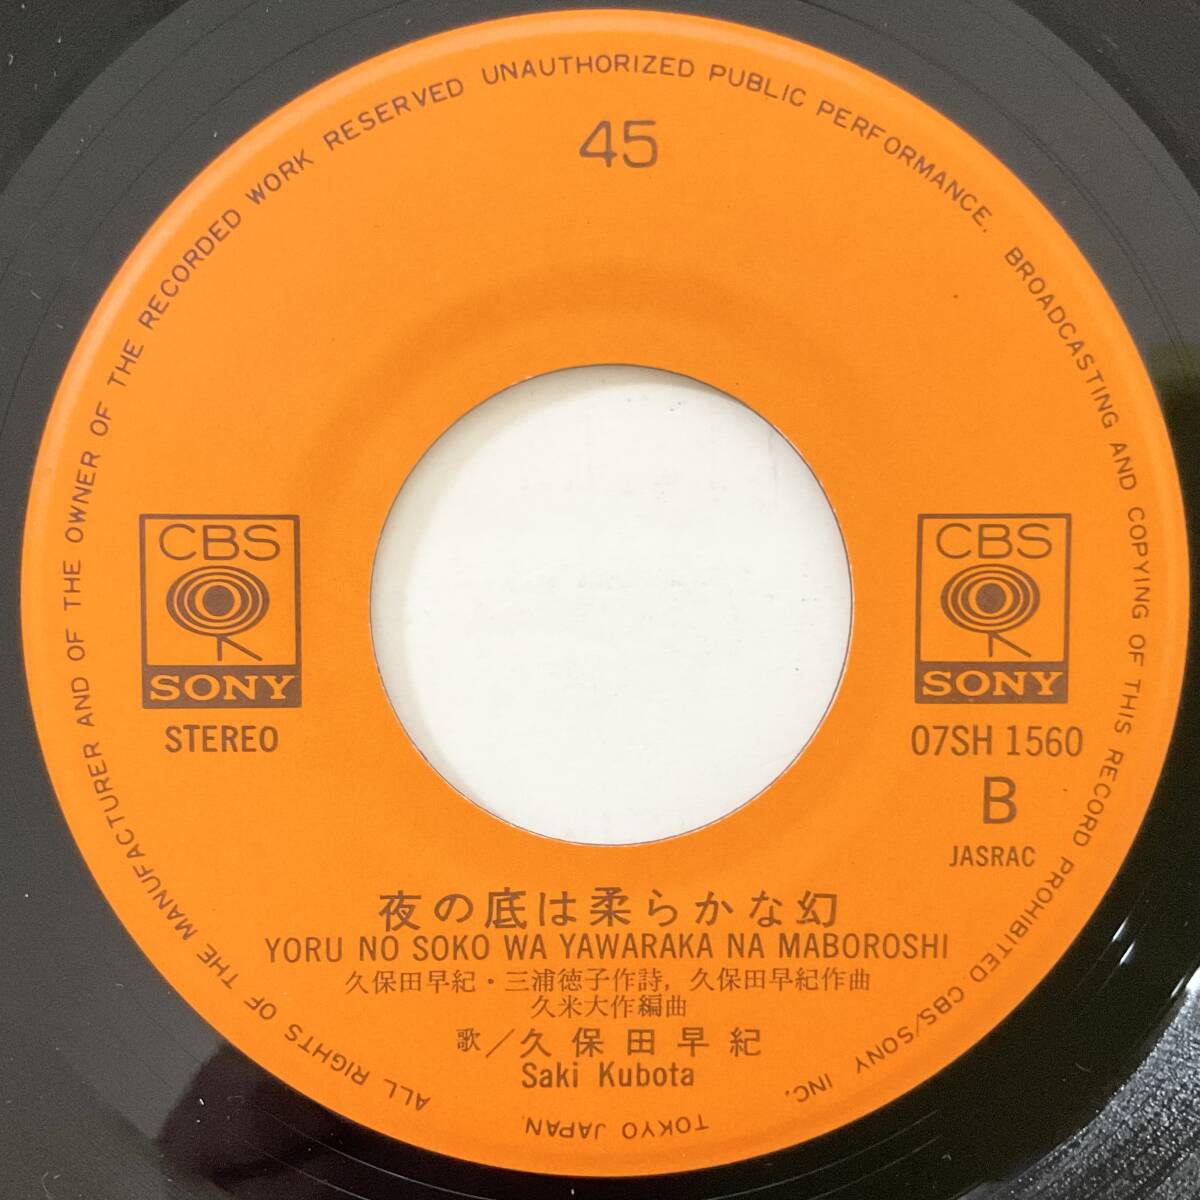 ALL RIGHTS OF THE MANUFACTURER AND OF THE OWNER OF THE RECORDED WORK RESERVED UNAUTHORIZED PUBLIC PERFORMANCE. BROADCASTING AND COPYING OF THIS RECORD PROHIBITED CBS/SONY INC. TOKYO JAPAN.
45
CBS
SONY
STEREO
CBS
SONY
07SH 1560
B
JASRAC
夜の底は柔らかな幻
YORU NO SOKO WA YAWARAKA NA MABOROSHI
久保田早紀・三浦徳子作詩, 久保田早紀作曲
久米大作編曲
歌/久保田早紀
Saki Kubota